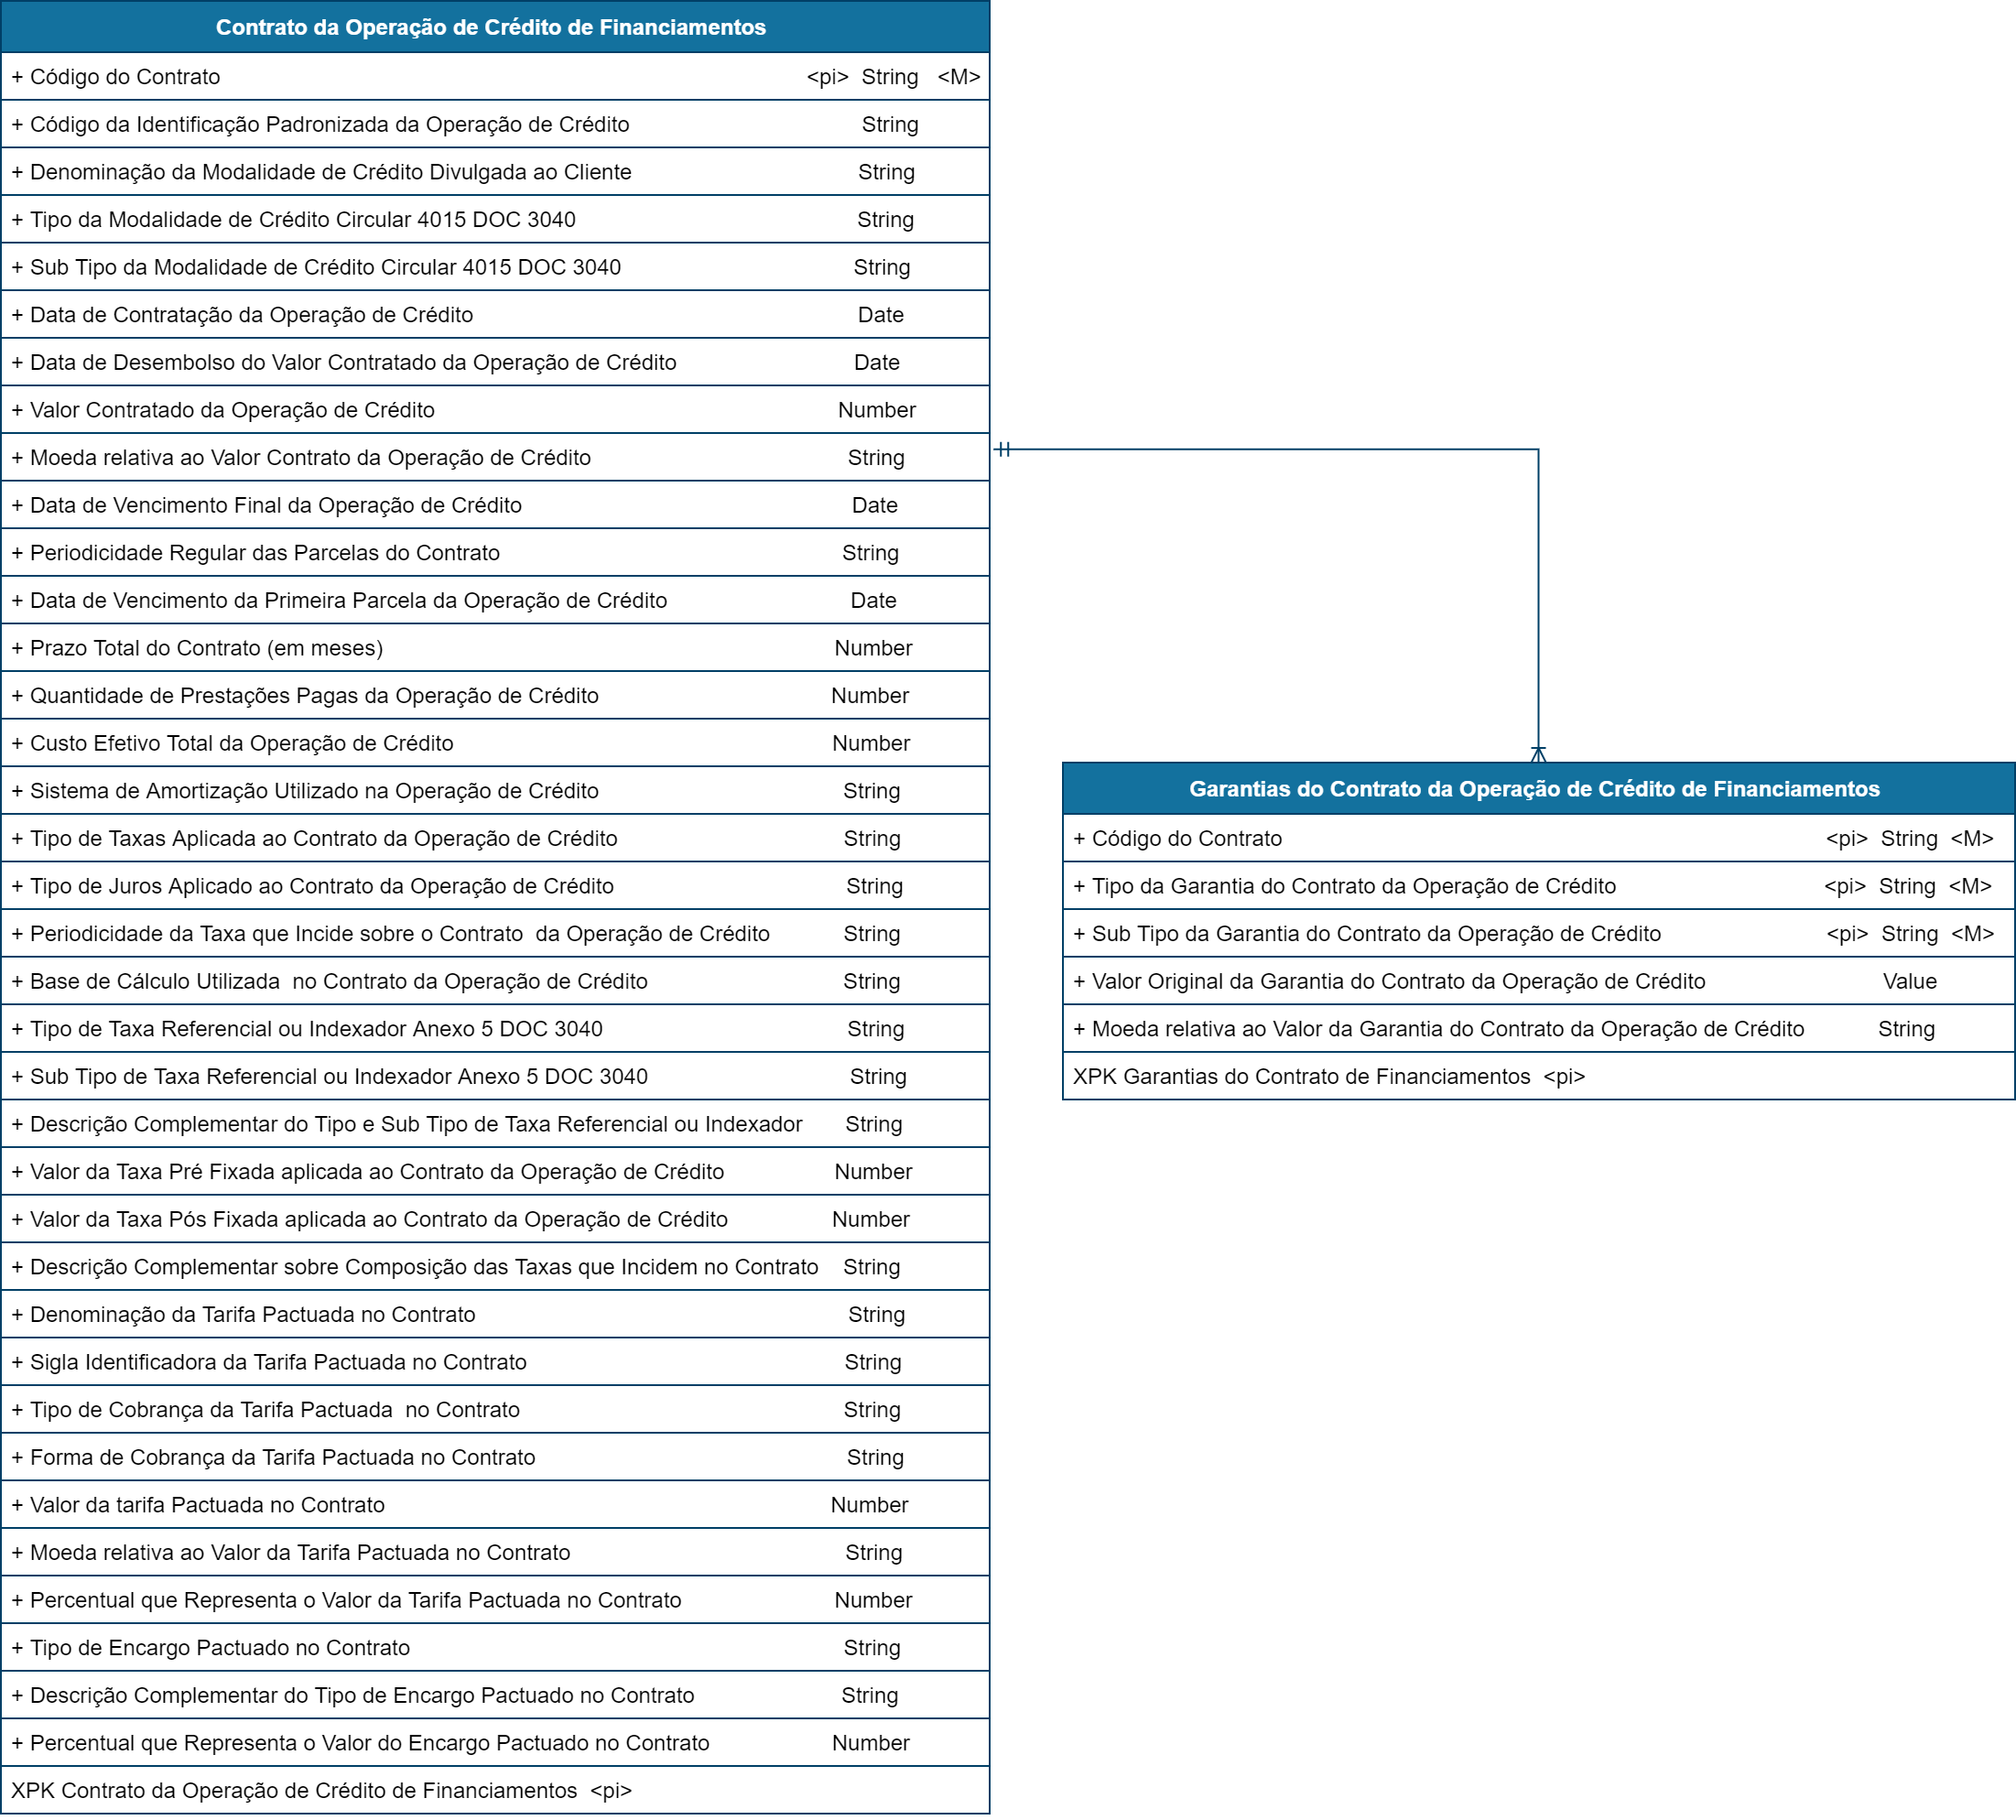 Contrato da Operação de Crédito de Financiamentos
+ Código do Contrato <pi> String <M>
+ Código da Identificação Padronizada da Operação de Crédito String
+ Denominação da Modalidade de Crédito Divulgada ao Cliente String
+ Tipo da Modalidade de Crédito Circular 4015 DOC 3040 String
+ Sub Tipo da Modalidade de Crédito Circular 4015 DOC 3040 String
+ Data de Contratação da Operação de Crédito Date
+ Data de Desembolso do Valor Contratado da Operação de Crédito Date
+ Valor Contratado da Operação de Crédito Number
+ Moeda relativa ao Valor Contrato da Operação de Crédito String
+ Data de Vencimento Final da Operação de Crédito Date
+ Periodicidade Regular das Parcelas do Contrato String
+ Data de Vencimento da Primeira Parcela da Operação de Crédito Date
+ Prazo Total do Contrato (em meses) Number
+ Quantidade de Prestações Pagas da Operação de Crédito Number
+ Custo Efetivo Total da Operação de Crédito Number
+ Sistema de Amortização Utilizado na Operação de Crédito String
+ Tipo de Taxas Aplicada ao Contrato da Operação de Crédito String
+ Tipo de Juros Aplicado ao Contrato da Operação de Crédito String
+ Periodicidade da Taxa que Incide sobre o Contrato da Operação de Crédito String
+ Base de Cálculo Utilizada no Contrato da Operação de Crédito String
+ Tipo de Taxa Referencial ou Indexador Anexo 5 DOC 3040 String
+ Sub Tipo de Taxa Referencial ou Indexador Anexo 5 DOC 3040 String
+ Descrição Complementar do Tipo e Sub Tipo de Taxa Referencial ou Indexador String
+ Valor da Taxa Pré Fixada aplicada ao Contrato da Operação de Crédito Number
+ Valor da Taxa Pós Fixada aplicada ao Contrato da Operação de Crédito Number
+ Descrição Complementar sobre Composição das Taxas que Incidem no Contrato String
+ Denominação da Tarifa Pactuada no Contrato String
+ Sigla Identificadora da Tarifa Pactuada no Contrato String
+ Tipo de Cobrança da Tarifa Pactuada no Contrato String
+ Forma de Cobrança da Tarifa Pactuada no Contrato String
+ Valor da tarifa Pactuada no Contrato Number
+ Moeda relativa ao Valor da Tarifa Pactuada no Contrato String
+ Percentual que Representa o Valor da Tarifa Pactuada no Contrato Number
+ Tipo de Encargo Pactuado no Contrato String
+ Descrição Complementar do Tipo de Encargo Pactuado no Contrato String
+ Percentual que Representa o Valor do Encargo Pactuado no Contrato Number
XPK Contrato da Operação de Crédito de Financiamentos <pi>
Garantias do Contrato da Operação de Crédito de Financiamentos
+ Código do Contrato <pi> String <M>
+ Tipo da Garantia do Contrato da Operação de Crédito <pi> String <M>
+ Sub Tipo da Garantia do Contrato da Operação de Crédito <pi> String <M>
+ Valor Original da Garantia do Contrato da Operação de Crédito Value
+ Moeda relativa ao Valor da Garantia do Contrato da Operação de Crédito String
XPK Garantias do Contrato de Financiamentos <pi>